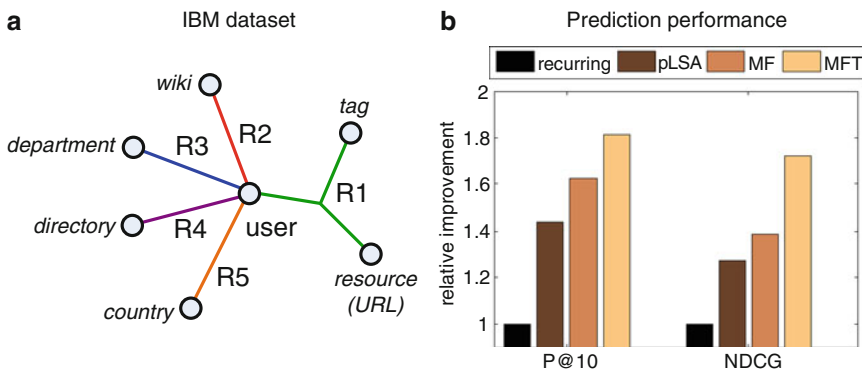 a
IBM dataset
wiki
tag
department
R3
R2
R1
directory
R4
user
R5
resource
(URL)
country
b
Prediction performance
recurring pLSA MF MFT
relative improvement
2
1.8
1.6
1.4
1.2
1
P@10 NDCG